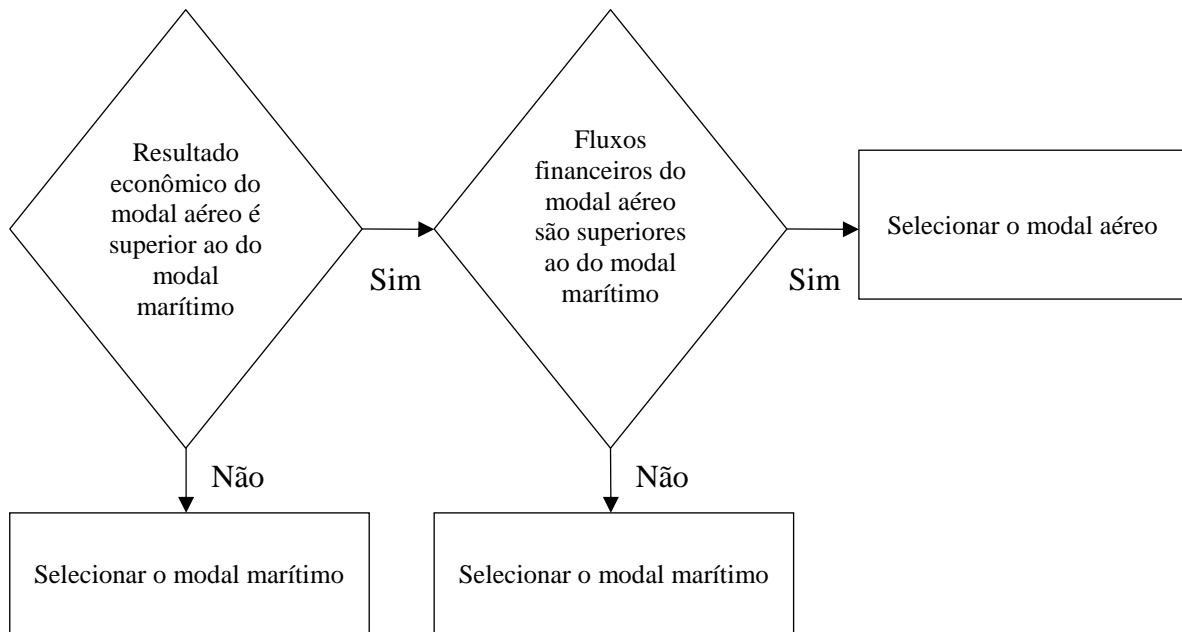 Resultado
econômico do
modal aéreo é
superior ao do
modal
marítimo
Sim
Não
Selecionar o modal marítimo
Fluxos
financeiros do
modal aéreo
são superiores
ao do modal
marítimo
Sim
Não
Selecionar o modal marítimo
Selecionar o modal aéreo